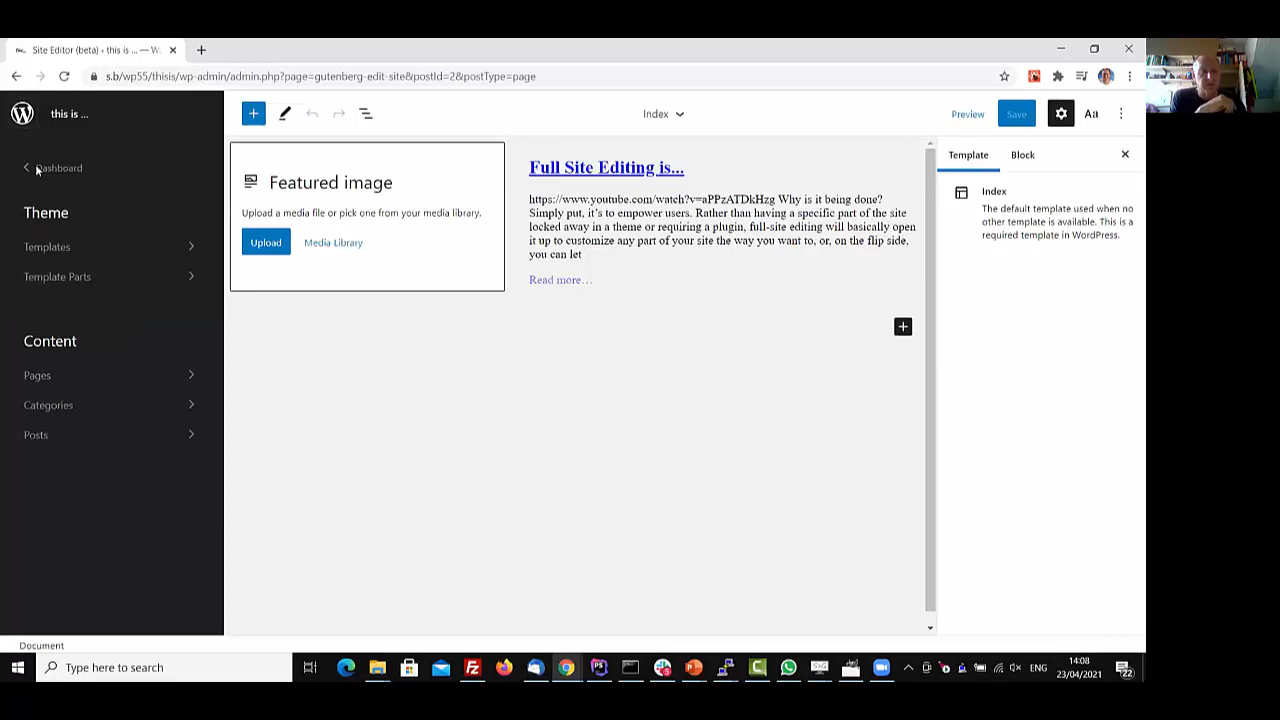 Site Editor (beta) ‹ this is ... — W
s.b/wp55/thisis/wp-admin/admin.php?page=gutenberg-edit-site&postId=2&postType=page
this is ...
Index
Preview
Save
Aa
Dashboard
Theme
Templates
Template Parts
Content
Pages
Categories
Posts
Featured image
Upload a media file or pick one from your media library.
Upload
Media Library
Full Site Editing is...
https://www.youtube.com/watch?v=aPPzATDkHzg Why is it being done?
Simply put, it's to empower users. Rather than having a specific part of the site
locked away in a theme or requiring a plugin, full-site editing will basically open
it up to customize any part of your site the way you want to, or, on the flip side,
you can let
Read more…
Template
Block
Index
The default template used when no
other template is available. This is a
required template in WordPress.
Document
Type here to search
ENG
14:08
23/04/2021
22